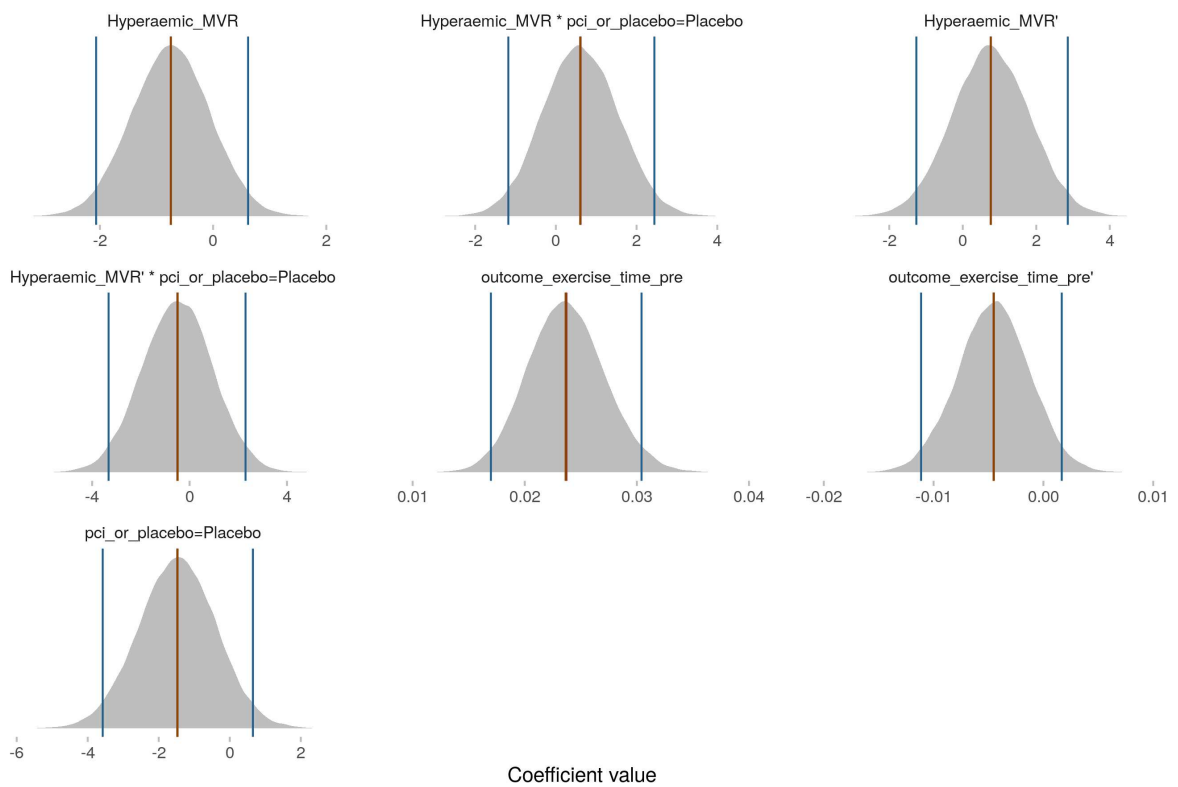 Hyperaemic_MVR
Hyperaemic_MVR * pci_or_placebo=Placebo
Hyperaemic_MVR'
-2 0 2
-2 0 2 4
-2 0 2 4
Hyperaemic_MVR' * pci_or_placebo=Placebo
outcome_exercise_time_pre
outcome_exercise_time_pre'
-4 0 4
0.01 0.02 0.03 0.04
-0.02 -0.01 0.00 0.01
pci_or_placebo=Placebo
-6 -4 -2 0 2
Coefficient value